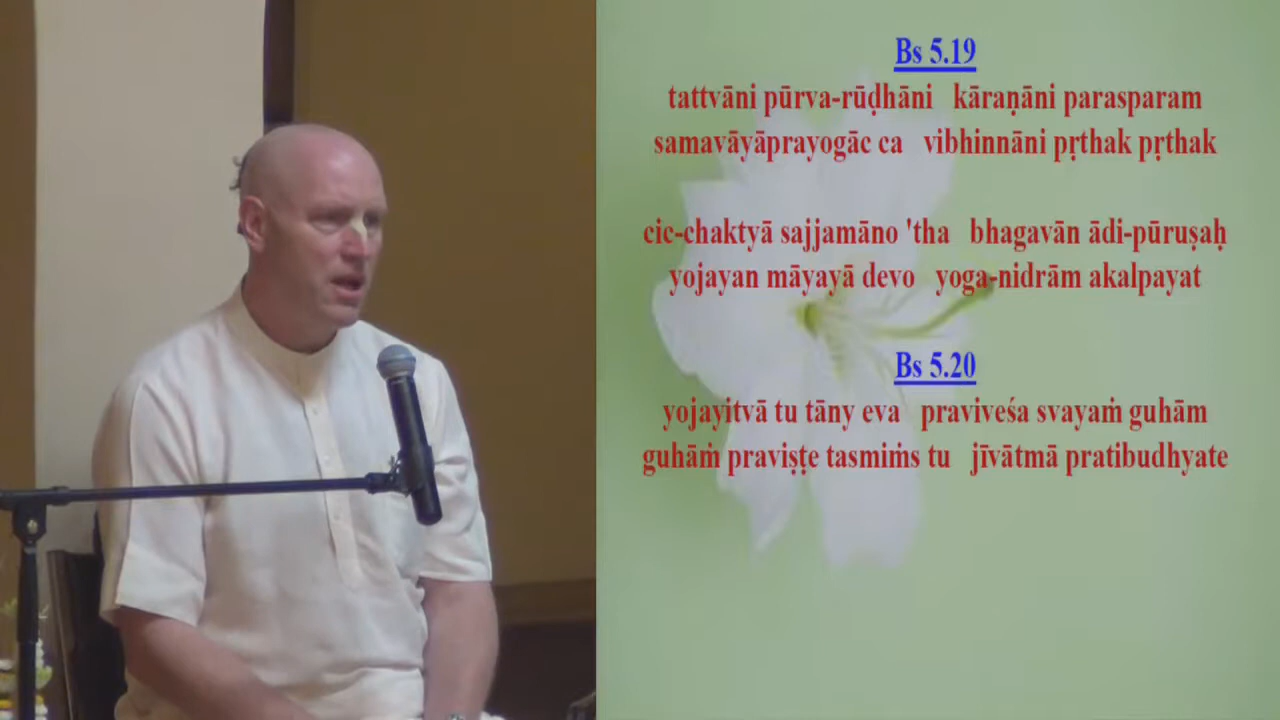 Bs 5.19
tattvāni pūrva-rūḍhāni kāraṇāni parasparam
samavāyāprayogāc ca vibhinnāni pṛthak pṛthak
cic-chaktyā sajjamāno 'tha bhagavān ādi-pūruṣaḥ
yojayan māyayā devo yoga-nidrām akalpayat
Bs 5.20
yojayitvā tu tāny eva praviveśa svayaṁ guhām
guhāṁ praviṣṭe tasmiṁs tu jīvātmā pratibudhyate